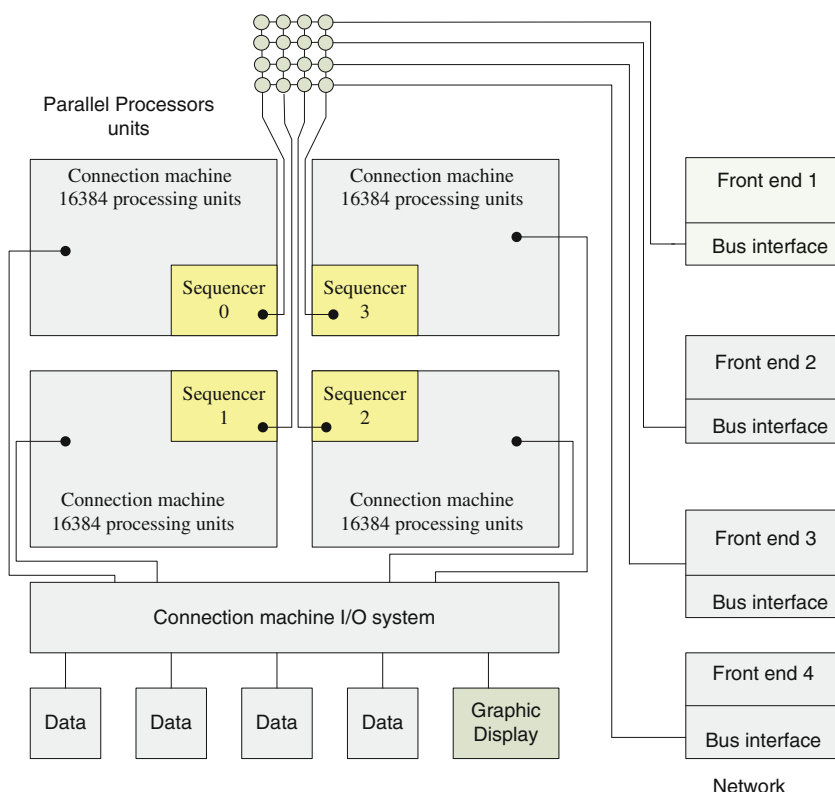 Parallel Processors
units
Connection machine
16384 processing units
Sequencer
0
Connection machine
16384 processing units
Sequencer
3
Sequencer
1
Connection machine
16384 processing units
Sequencer
2
Connection machine
16384 processing units
Connection machine I/O system
Data
Data
Data
Data
Graphic
Display
Front end 1
Bus interface
Front end 2
Bus interface
Front end 3
Bus interface
Front end 4
Bus interface
Network